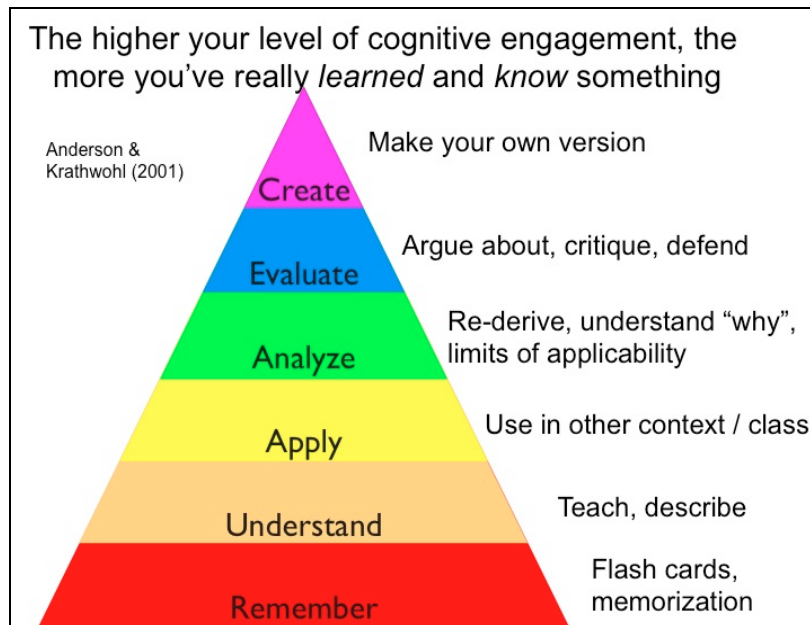 The higher your level of cognitive engagement, the
more you’ve really learned and know something
Anderson &
Krathwohl (2001)
Make your own version
Create
Argue about, critique, defend
Evaluate
Re-derive, understand “why”,
limits of applicability
Analyze
Use in other context / class
Apply
Teach, describe
Understand
Flash cards,
memorization
Remember